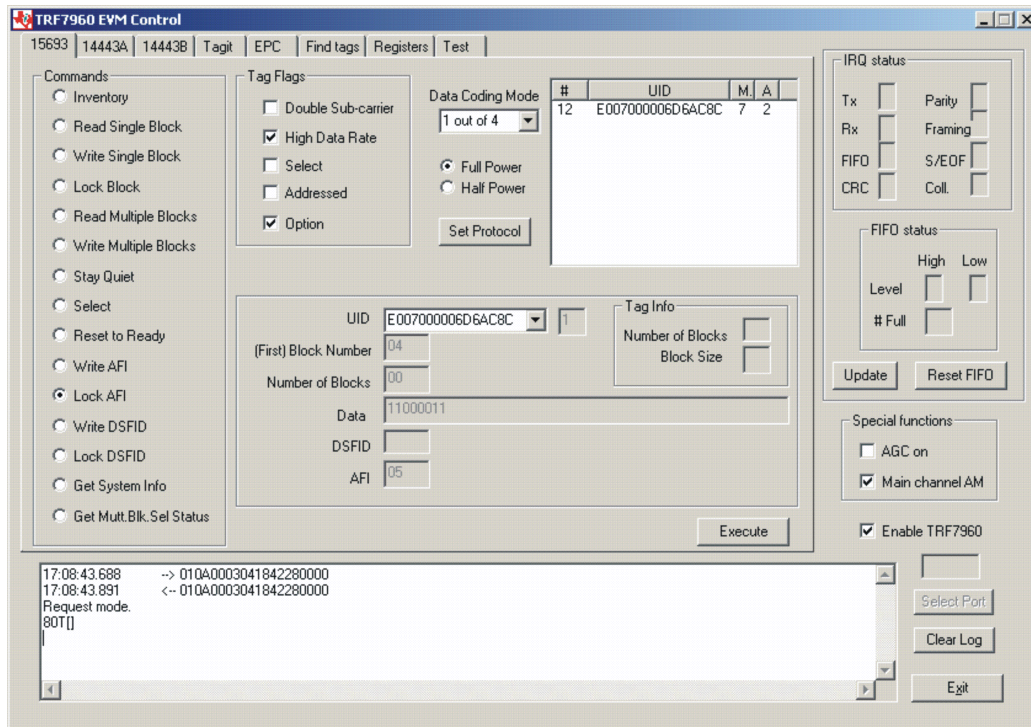 TRF7960 EVM Control
15693 14443A 14443B Tagit EPC Find tags Registers Test
Commands
Inventory
Read Single Block
Write Single Block
Lock Block
Read Multiple Blocks
Write Multiple Blocks
Stay Quiet
Select
Reset to Ready
Write AFI
Lock AFI
Write DSFID
Lock DSFID
Get System Info
Get Mutt.Blk.Sel Status
Tag Flags
Double Sub-carrier
High Data Rate
Select
Addressed
Option
Data Coding Mode
1 out of 4
Full Power
Half Power
Set Protocol
# UID M. A
12 E007000006D6AC8C 7 2
UID E007000006D6AC8C 1
(First) Block Number 04
Number of Blocks 00
Data 11000011
DSFID
AFI 05
Tag Info
Number of Blocks
Block Size
Execute
IRQ status
Tx Parity
Rx Framing
FIFO S/EOF
CRC Coll.
FIFO status
High Low
Level
# Full
Update Reset FIFO
Special functions
AGC on
Main channel AM
Enable TRF7960
Select Port
Clear Log
Exit
17:08:43.688 --> 010A0003041842280000
17:08:43.891 <-- 010A0003041842280000
Request mode.
80T[]